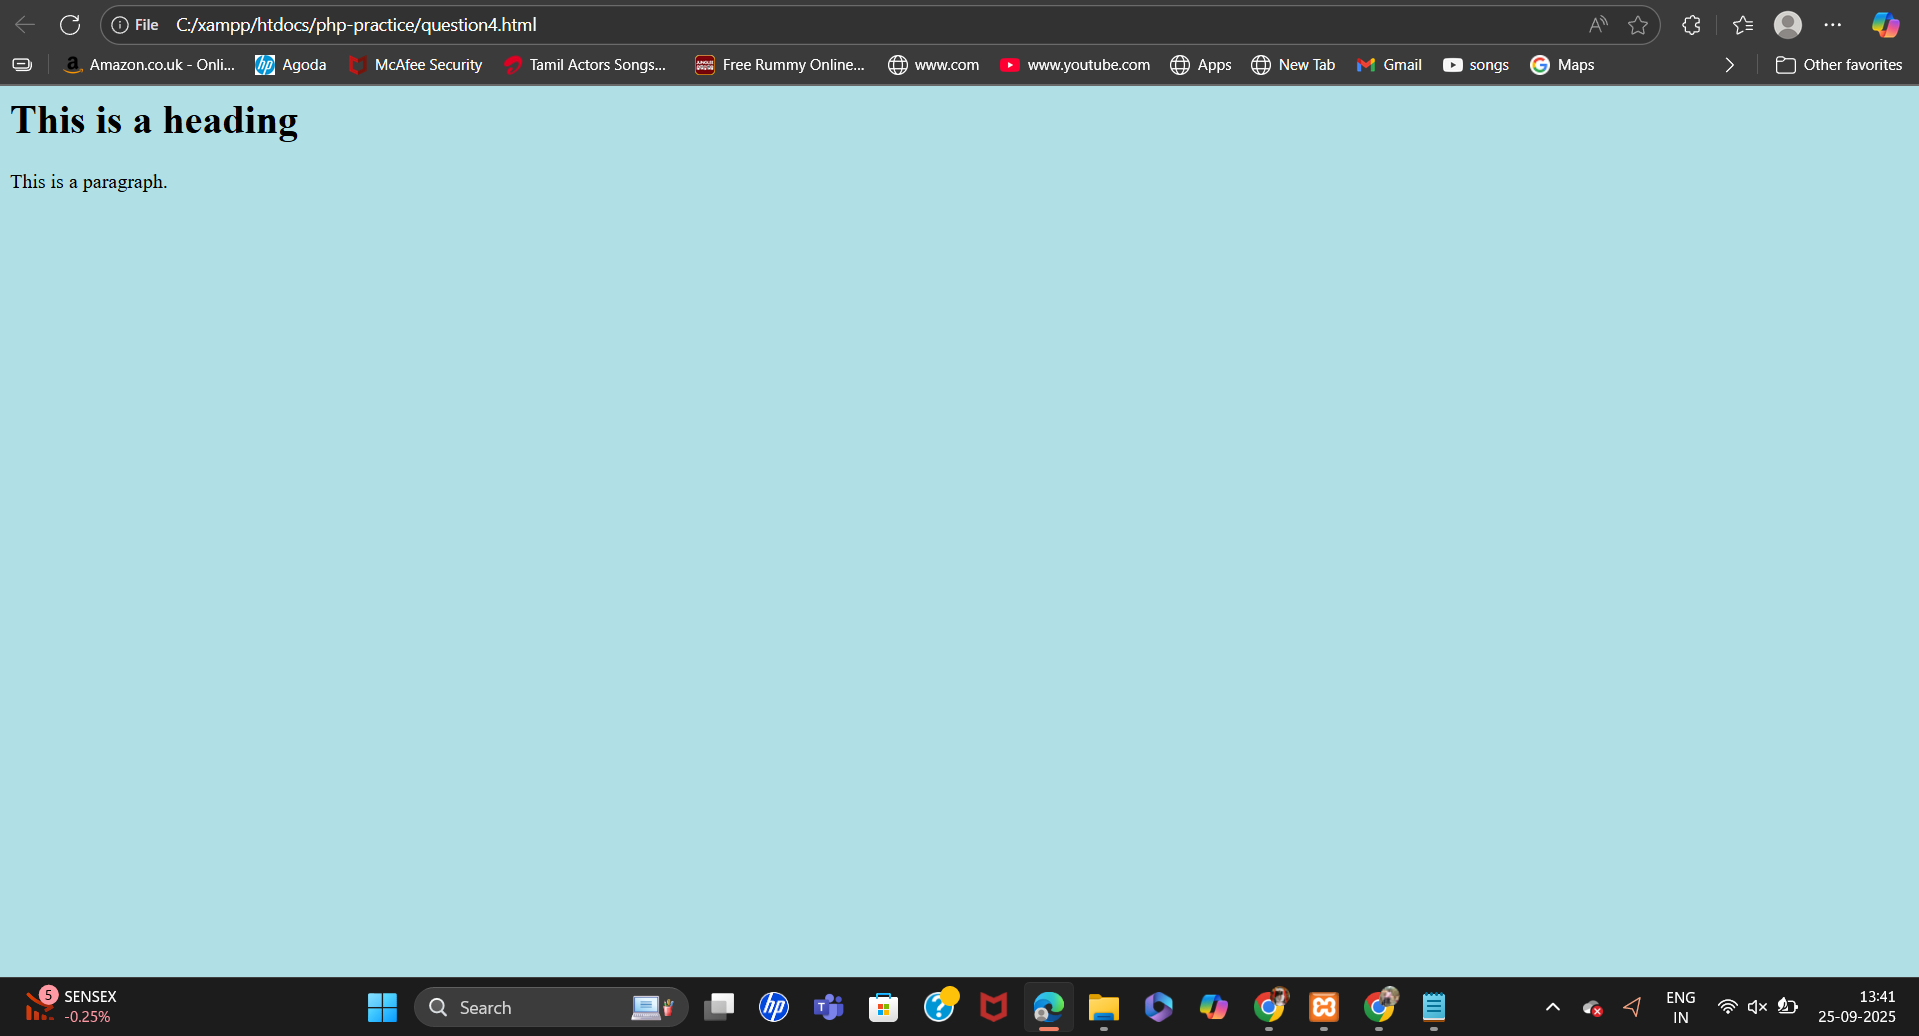 File C:/xampp/htdocs/php-practice/question4.html
Amazon.co.uk - Onli... Agoda McAfee Security Tamil Actors Songs... Free Rummy Online... www.com www.youtube.com Apps New Tab Gmail songs Maps Other favorites
This is a heading
This is a paragraph.
5 SENSEX
-0.25%
Search
ENG
IN
13:41
25-09-2025